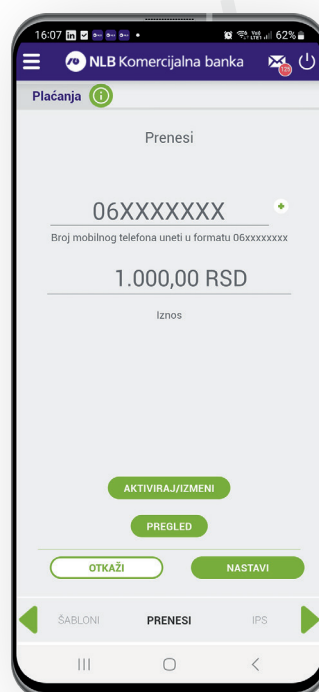 16:07 62%
NLB Komercijalna banka
Plaćanja
Prenesi
06XXXXXXX
Broj mobilnog telefona uneti u formatu 06xxxxxxxx
1.000,00 RSD
Iznos
AKTIVIRAJ/IZMENI
PREGLED
OTKAŽI NASTAVI
ŠABLONI PRENESI IPS